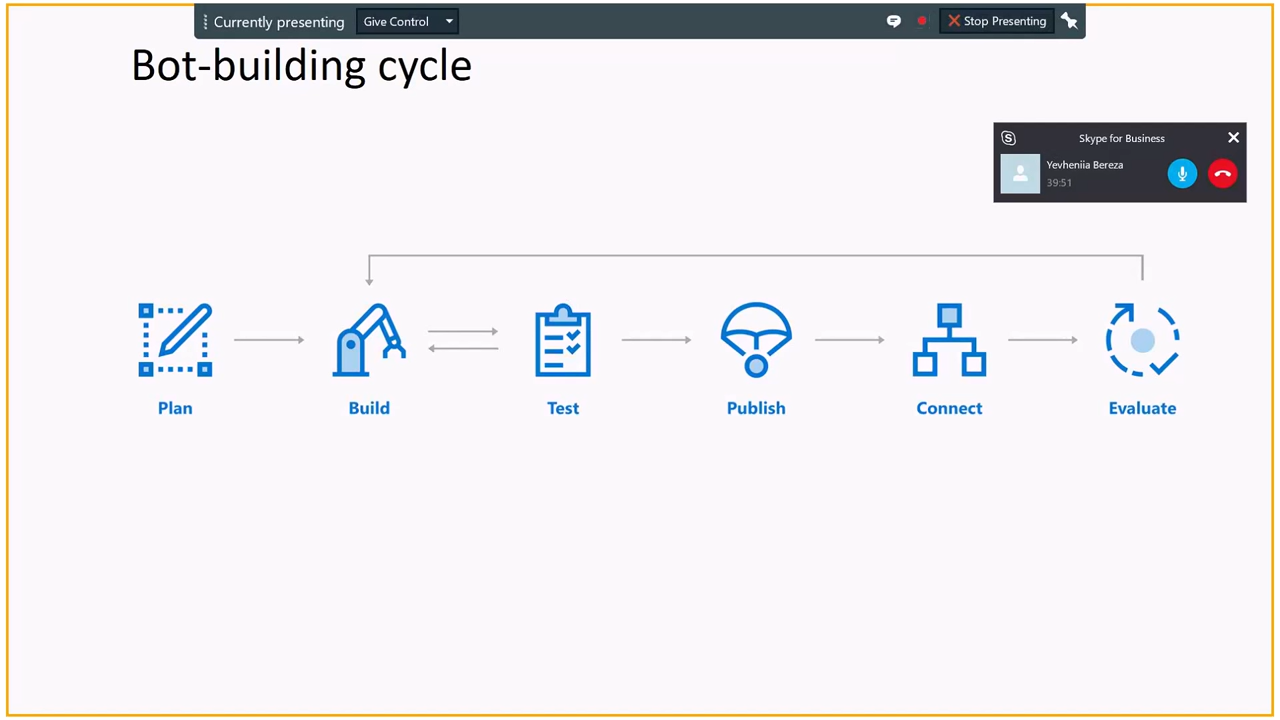 Currently presenting
Give Control
Stop Presenting
Bot-building cycle
Skype for Business
Yevheniia Bereza
39:51
Plan
Build
Test
Publish
Connect
Evaluate